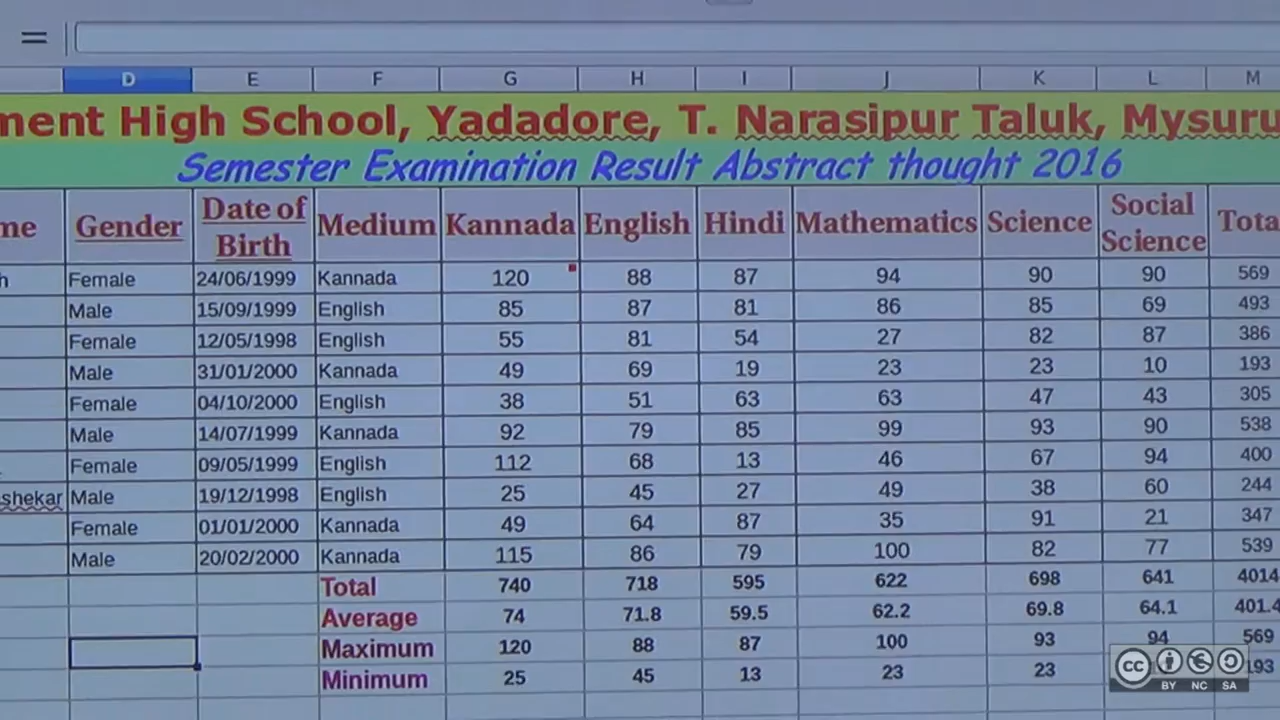 D E F G H I J K L M
ment High School, Yadadore, T. Narasipur Taluk, Mysuru
Semester Examination Result Abstract thought 2016
me Gender Date of Birth Medium Kannada English Hindi Mathematics Science Social Science Tota
h Female 24/06/1999 Kannada 120 88 87 94 90 90 569
Male 15/09/1999 English 85 87 81 86 85 69 493
Female 12/05/1998 English 55 81 54 27 82 87 386
Male 31/01/2000 Kannada 49 69 19 23 23 10 193
Female 04/10/2000 English 38 51 63 63 47 43 305
Male 14/07/1999 Kannada 92 79 85 99 93 90 538
Female 09/05/1999 English 112 68 13 46 67 94 400
shekar Male 19/12/1998 English 25 45 27 49 38 60 244
Female 01/01/2000 Kannada 49 64 87 35 91 21 347
Male 20/02/2000 Kannada 115 86 79 100 82 77 539
Total 740 718 595 622 698 641 4014
Average 74 71.8 59.5 62.2 69.8 64.1 401.4
Maximum 120 88 87 100 93 94 569
Minimum 25 45 13 23 23 193
cc BY NC SA